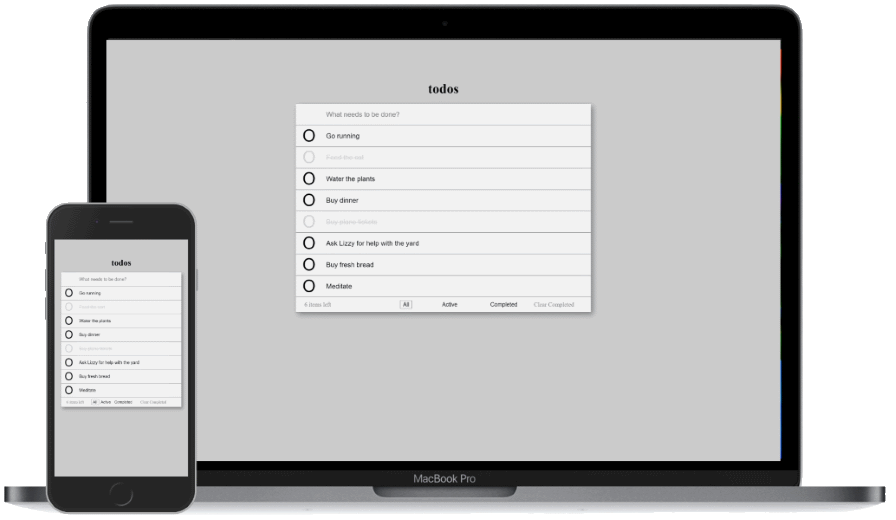 todos
What needs to be done?
Go running
Feed the cat
Water the plants
Buy dinner
Buy plane tickets
Ask Lizzy for help with the yard
Buy fresh bread
Meditate
6 items left All Active Completed Clear Completed
MacBook Pro
todos
What needs to be done?
Go running
Water the plants
Buy dinner
Ask Lizzy for help with the yard
Buy fresh bread
Meditate
items left All Active Completed Clear Completed